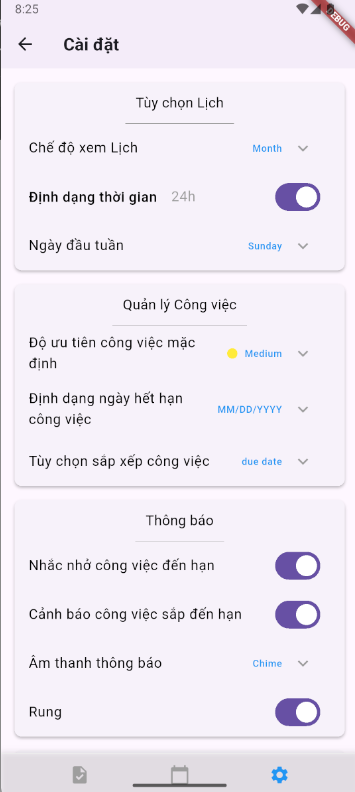 8:25
DEBUG
Cài đặt
Tùy chọn Lịch
Chế độ xem Lịch Month
Định dạng thời gian 24h
Ngày đầu tuần Sunday
Quản lý Công việc
Độ ưu tiên công việc mặc
định
Medium
Định dạng ngày hết hạn
công việc
MM/DD/YYYY
Tùy chọn sắp xếp công việc due date
Thông báo
Nhắc nhở công việc đến hạn
Cảnh báo công việc sắp đến hạn
Âm thanh thông báo Chime
Rung